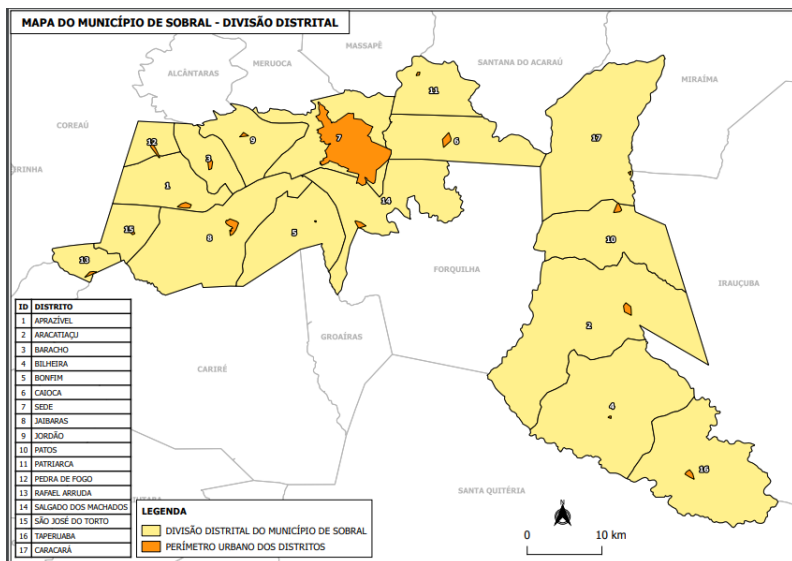 MAPA DO MUNICÍPIO DE SOBRAL - DIVISÃO DISTRITAL
MASSAPÊ
MERUOCA
SANTANA DO ACARAÚ
ALCÂNTARAS
MIRAÍMA
COREAÚ
IRINHA
11
7
6
17
12
3
9
1
14
15
8
5
10
13
FORQUILHA
IRAUÇUBA
GROAÍRAS
2
CARIRÉ
4
16
SANTA QUITÉRIA
ID DISTRITO
1 APRAZÍVEL
2 ARACATIAÇU
3 BARACHO
4 BILHEIRA
5 BONFIM
6 CAIOCA
7 SEDE
8 JAIBARAS
9 JORDÃO
10 PATOS
11 PATRIARCA
12 PEDRA DE FOGO
13 RAFAEL ARRUDA
14 SALGADO DOS MACHADOS
15 SÃO JOSÉ DO TORTO
16 TAPERUABA
17 CARACARÁ
LEGENDA
DIVISÃO DISTRITAL DO MUNICÍPIO DE SOBRAL
PERÍMETRO URBANO DOS DISTRITOS
N
0 10 km